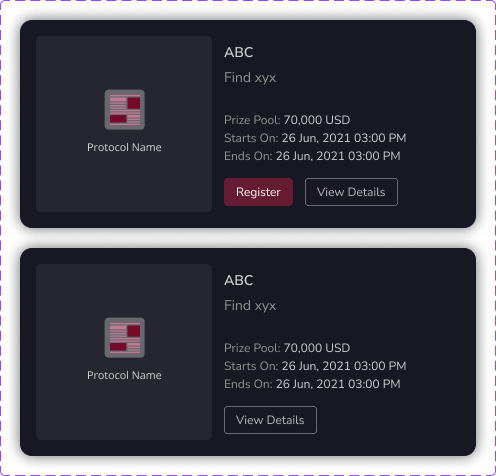 ABC
Find xyx
Protocol Name
Prize Pool: 70,000 USD
Starts On: 26 Jun, 2021 03:00 PM
Ends On: 26 Jun, 2021 03:00 PM
Register
View Details
ABC
Find xyx
Protocol Name
Prize Pool: 70,000 USD
Starts On: 26 Jun, 2021 03:00 PM
Ends On: 26 Jun, 2021 03:00 PM
View Details